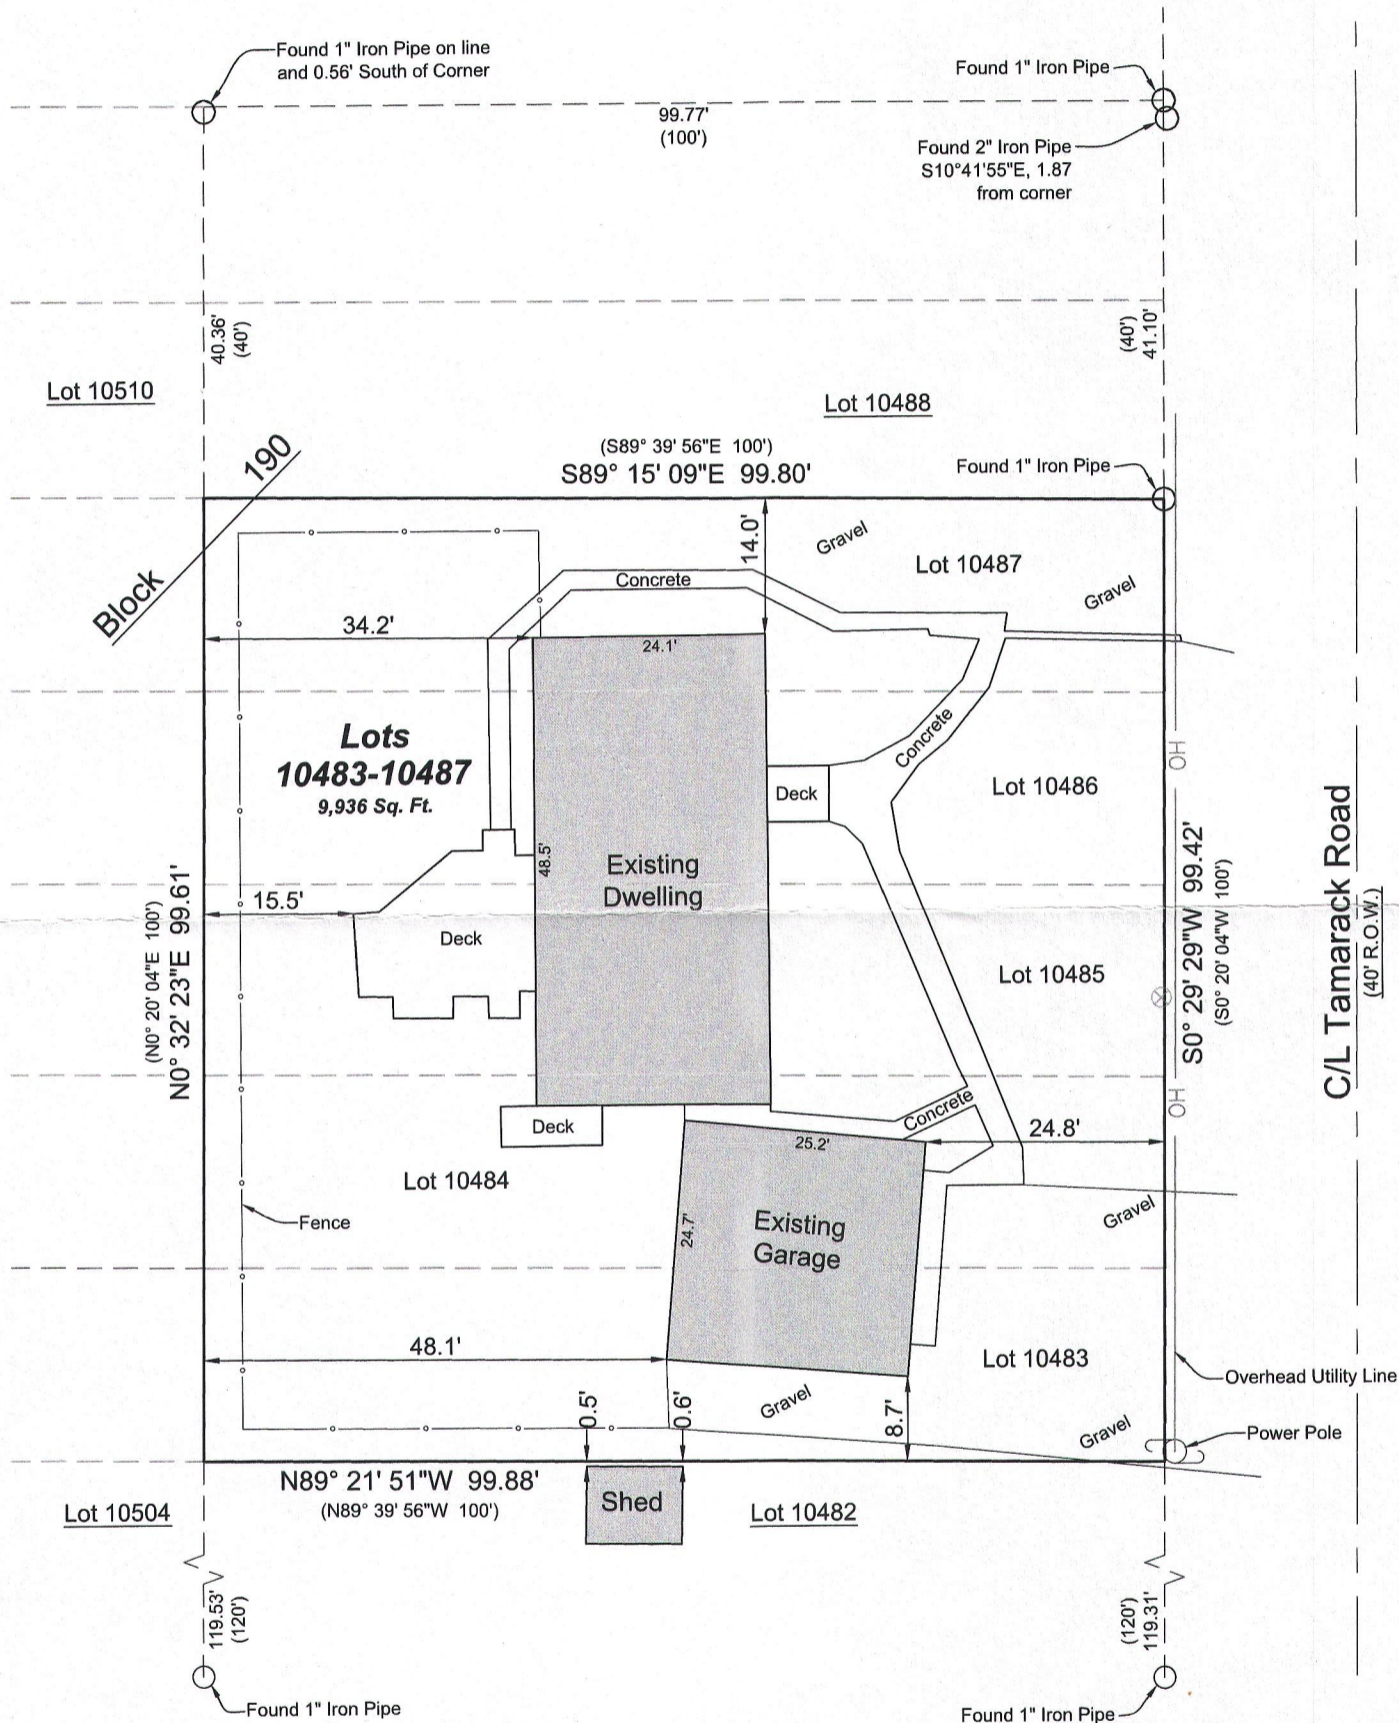 Found 1" Iron Pipe on line
and 0.56' South of Corner
Found 1" Iron Pipe
99.77'
(100')
Found 2" Iron Pipe
S10°41'55"E, 1.87
from corner
40.36'
(40')
(40')
41.10'
Lot 10510
Lot 10488
Block 190
(S89° 39' 56"E 100')
S89° 15' 09"E 99.80'
Found 1" Iron Pipe
14.0'
Gravel
Lot 10487
Concrete
Gravel
34.2'
24.1'
Lots
10483-10487
9,936 Sq. Ft.
Concrete
OH
Deck
Lot 10486
48.5'
Existing
Dwelling
15.5'
Deck
Lot 10485
(N0° 20' 04"E 100')
N0° 32' 23"E 99.61'
S0° 29' 29"W 99.42'
(S0° 20' 04"W 100')
C/L Tamarack Road
(40' R.O.W.)
OH
Concrete
Deck
25.2'
24.8'
Lot 10484
Fence
24.7'
Existing
Garage
Gravel
48.1'
Lot 10483
0.5'
0.6'
Gravel
8.7'
Overhead Utility Line
Gravel
Power Pole
N89° 21' 51"W 99.88'
(N89° 39' 56"W 100')
Shed
Lot 10504
Lot 10482
119.53'
(120')
(120')
119.31'
Found 1" Iron Pipe
Found 1" Iron Pipe